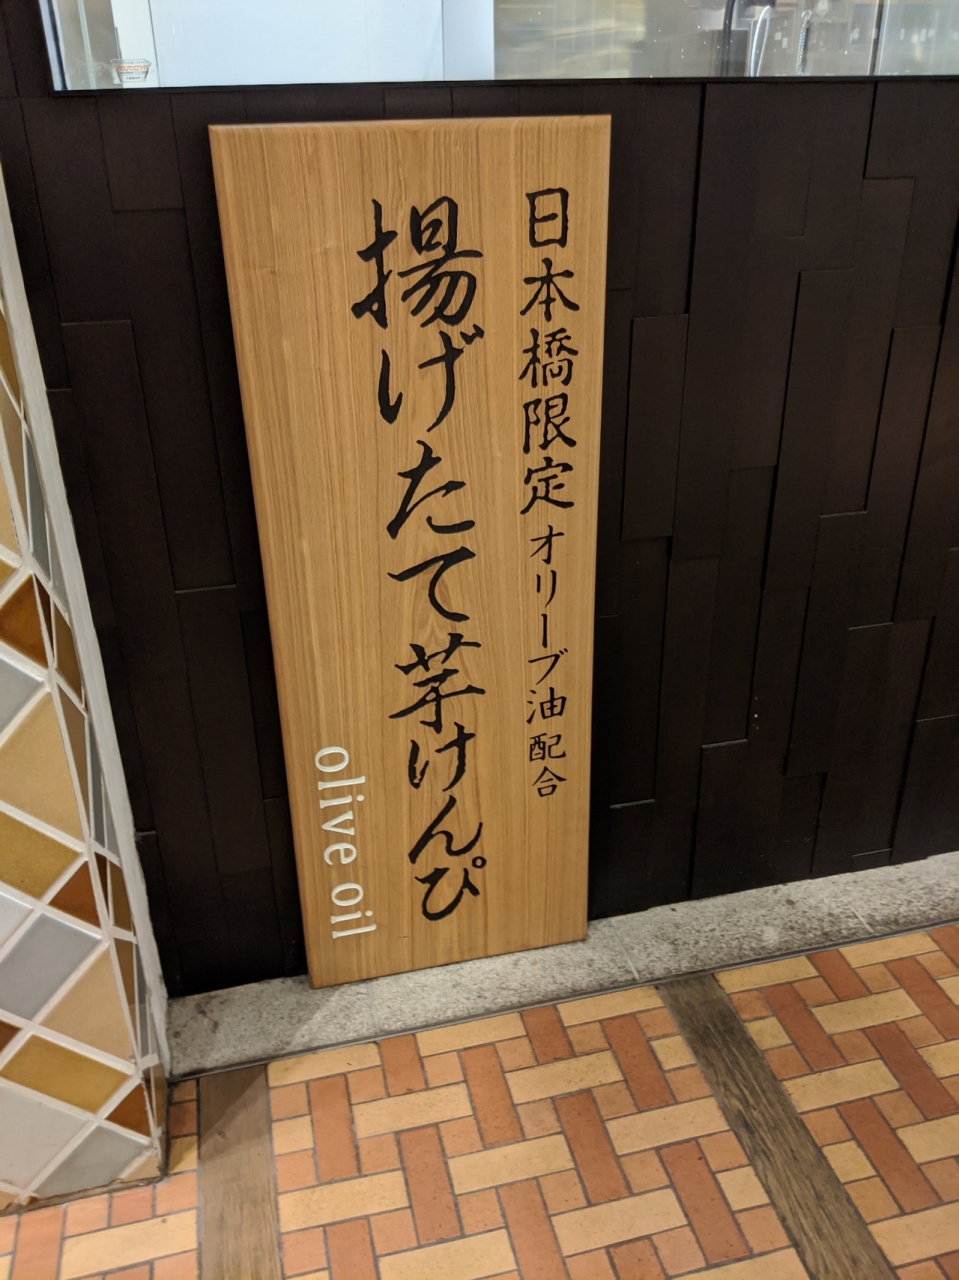 日本橋限定オリーブ油配合
揚げたて芋けんぴ
olive oil